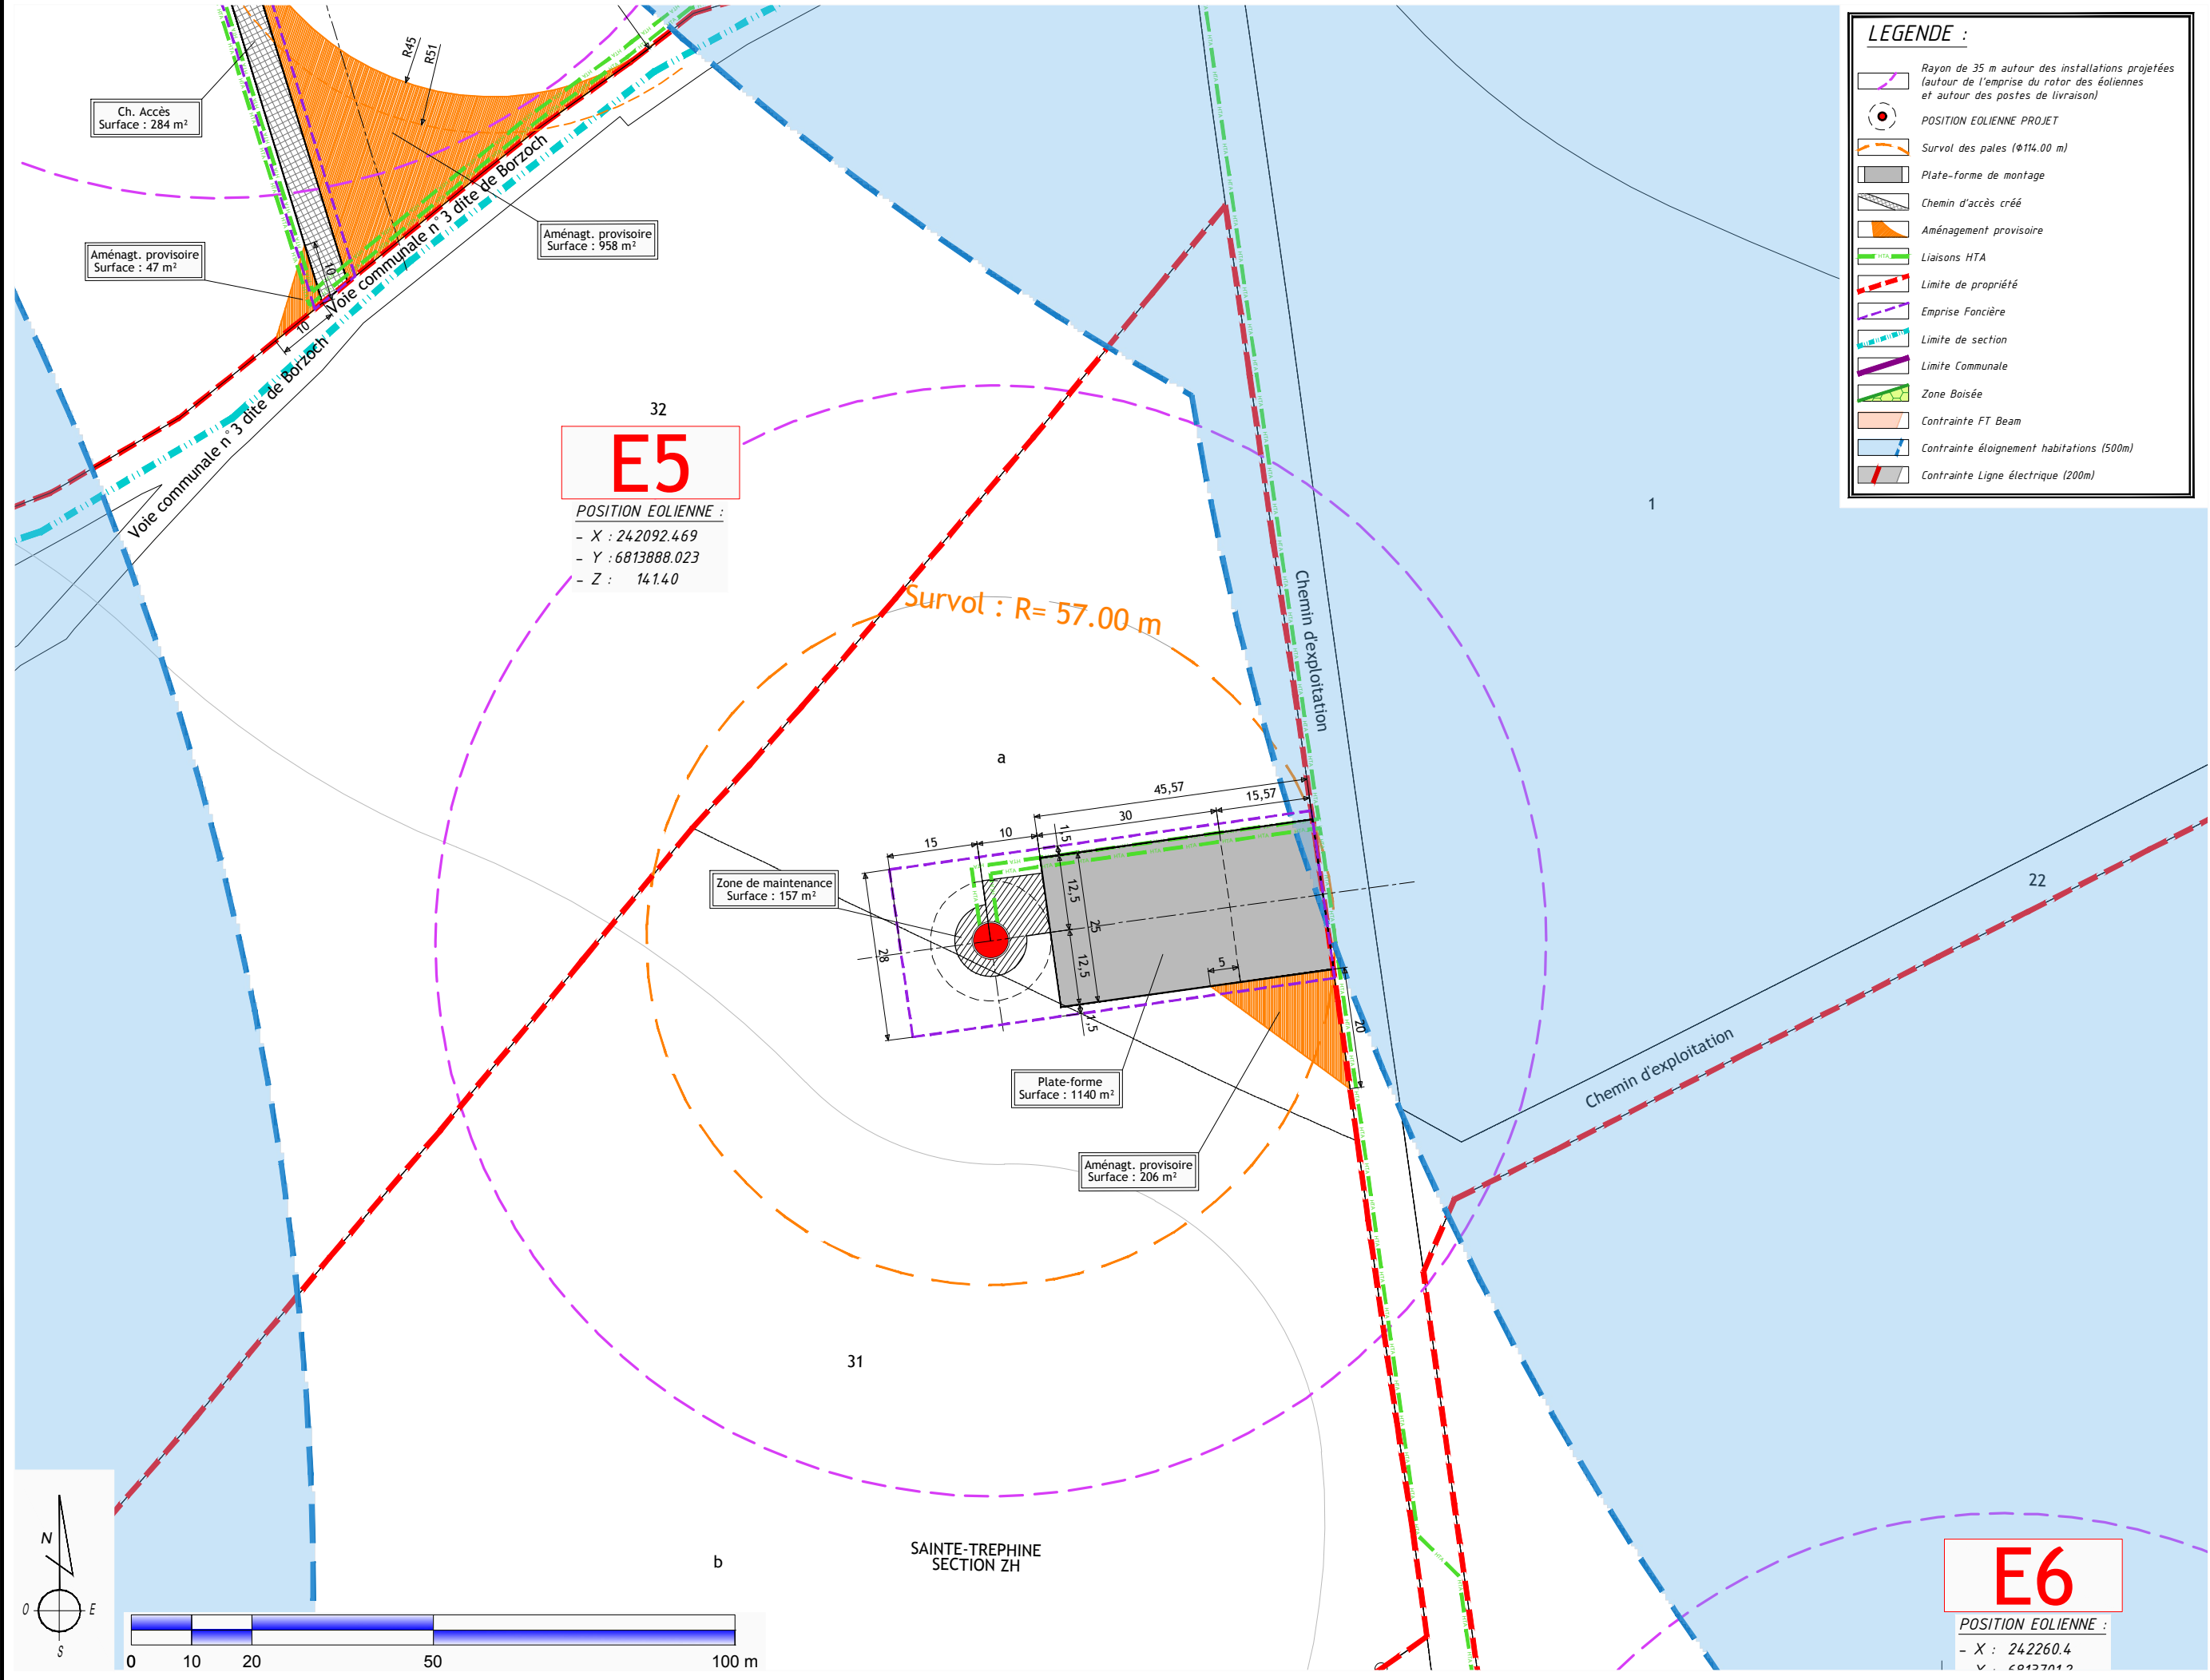 LEGENDE :
Rayon de 35 m autour des installations projetées
(autour de l'emprise du rotor des éoliennes
et autour des postes de livraison)
POSITION EOLIENNE PROJET
Survol des pales (Φ114.00 m)
Plate-forme de montage
Chemin d'accès créé
Aménagement provisoire
HTA
Liaisons HTA
Limite de propriété
Emprise Foncière
Limite de section
Limite Communale
Zone Boisée
Contrainte FT Beam
Contrainte éloignement habitations (500m)
Contrainte Ligne électrique (200m)
R45
R51
Ch. Accès
Surface : 284 m²
Aménagt. provisoire
Surface : 958 m²
Aménagt. provisoire
Surface : 47 m²
10
10
Voie communale n°3 dite de Borzoch
Voie communale n°3 dite de Borzoch
32
E5
POSITION EOLIENNE :
- X : 242092.469
- Y : 6813888.023
- Z : 141.40
1
Survol : R= 57.00 m
Chemin d'exploitation
a
45,57
15,57
30
10
15
1,5
12,5
25
12,5
1,5
28
5
20
Zone de maintenance
Surface : 157 m²
22
Plate-forme
Surface : 1140 m²
Chemin d'exploitation
Aménagt. provisoire
Surface : 206 m²
31
SAINTE-TREPHINE
SECTION ZH
b
N
O
E
S
0 10 20 50 100 m
E6
POSITION EOLIENNE :
- X : 242260.4